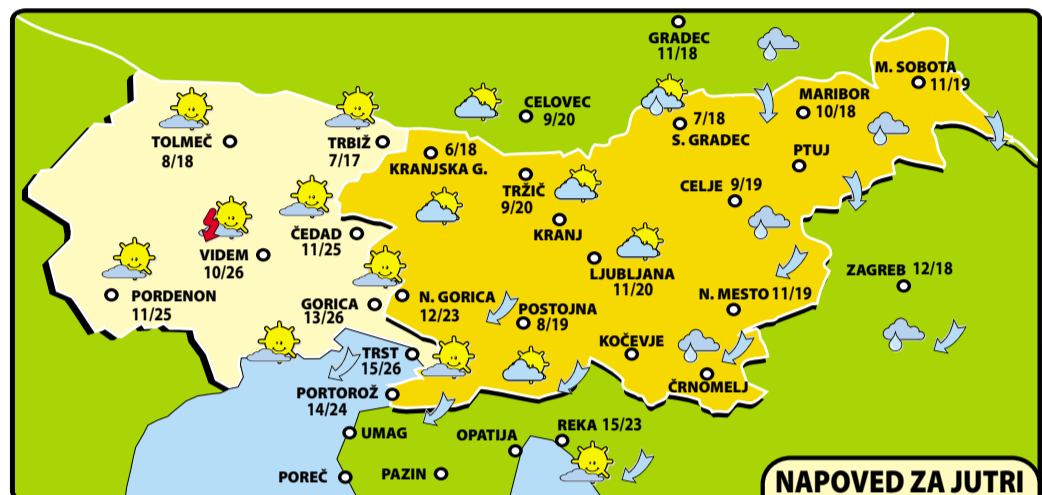 GRADEC
11/18
M. SOBOTA
11/19
MARIBOR
10/18
CELOVEC
9/20
7/18
S. GRADEC
TOLMEČ
8/18
TRBIŽ
7/17
6/18
KRANJSKA G.
PTUJ
TRŽIČ
9/20
CELJE 9/19
KRANJ
ČEDAD
11/25
VIDEM
10/26
LJUBLJANA
11/20
ZAGREB 12/18
PORDENON
11/25
GORICA
13/26
N. GORICA
12/23
POSTOJNA
8/19
N. MESTO 11/19
KOČEVJE
TRST
15/26
ČRNOMELJ
PORTOROŽ
14/24
UMAG
OPATIJA
REKA 15/23
POREČ
PAZIN
NAPOVED ZA JUTRI